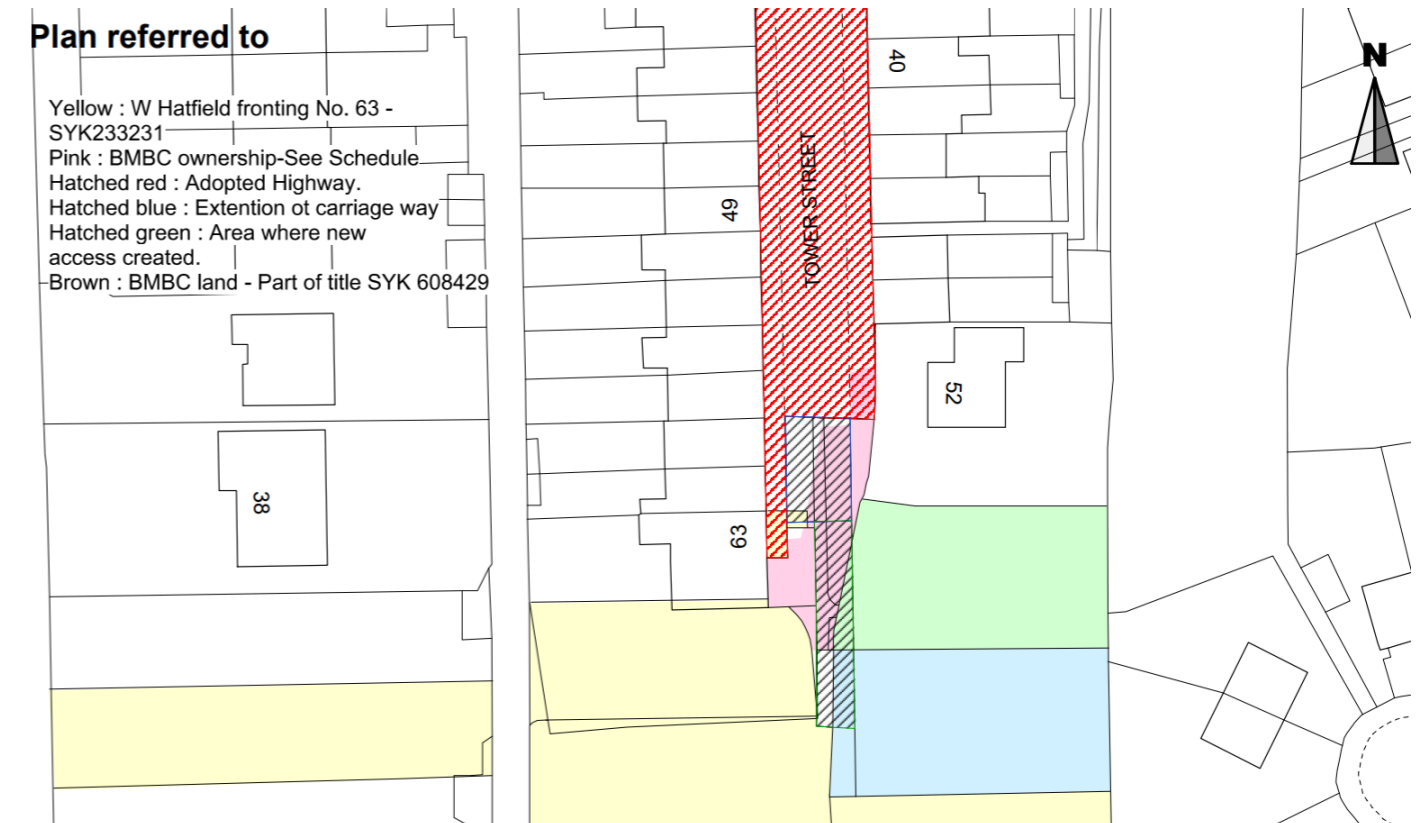 Plan referred to
Yellow : W Hatfield fronting No. 63 -
SYK233231
Pink : BMBC ownership-See Schedule
Hatched red : Adopted Highway.
Hatched blue : Extention ot carriage way
Hatched green : Area where new
access created.
Brown : BMBC land - Part of title SYK 608429
N
40
TOWER STREET
49
52
38
63